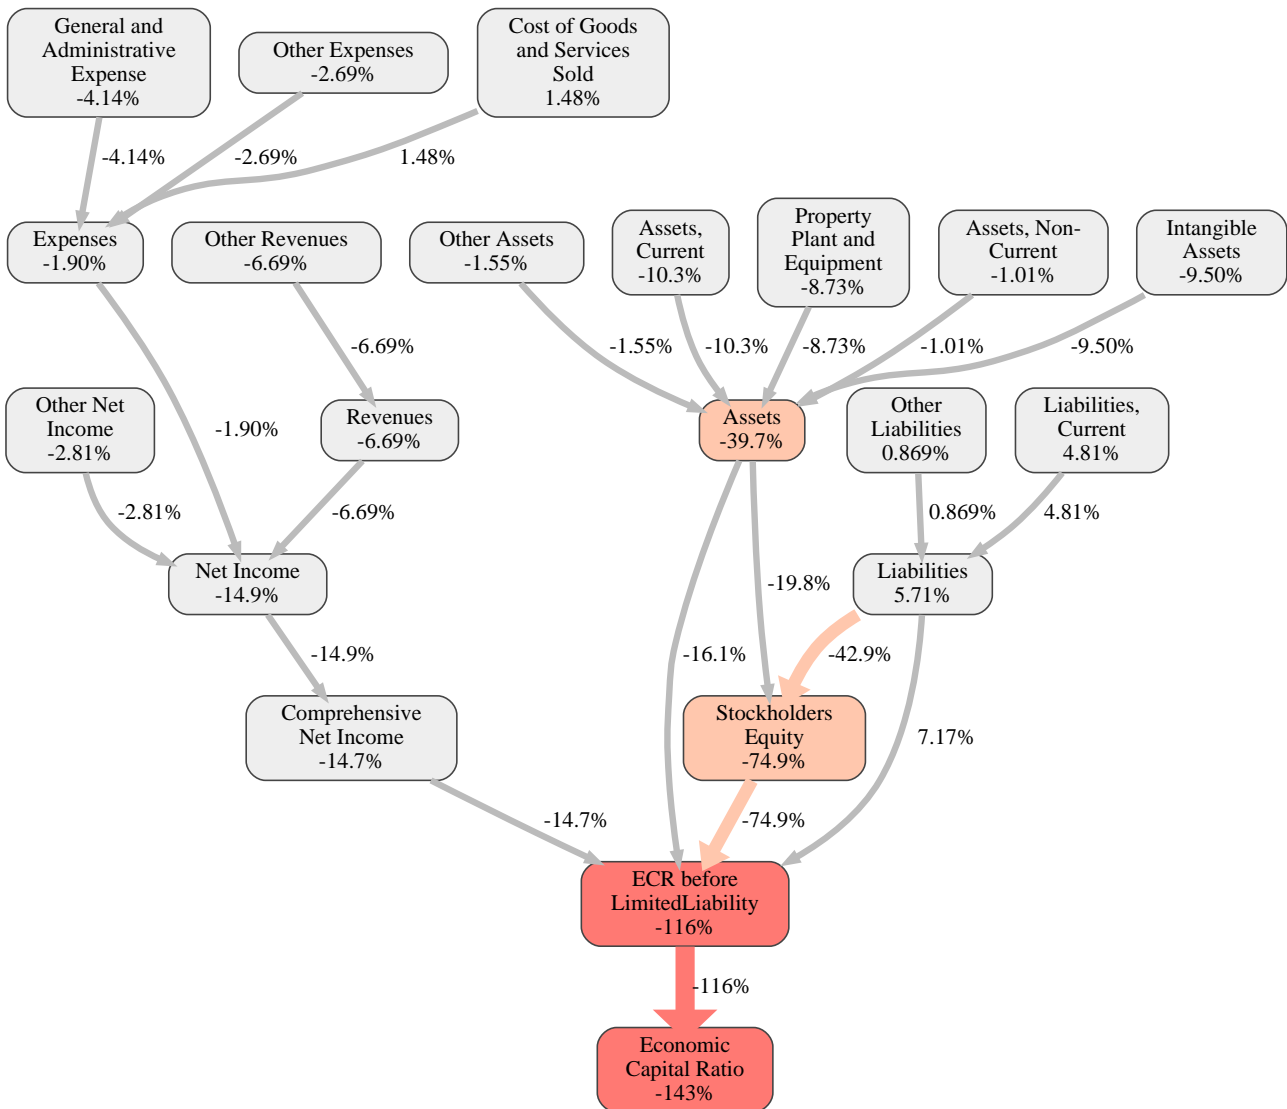 General and
Administrative
Expense
-4.14%
Other Expenses
-2.69%
Cost of Goods
and Services
Sold
1.48%
-4.14%
-2.69%
1.48%
Expenses
-1.90%
Other Revenues
-6.69%
Other Assets
-1.55%
Assets,
Current
-10.3%
Property
Plant and
Equipment
-8.73%
Assets, Non-
Current
-1.01%
Intangible
Assets
-9.50%
-6.69%
-1.55%
-10.3%
-8.73%
-1.01%
-9.50%
Other Net
Income
-2.81%
-1.90%
Revenues
-6.69%
Assets
-39.7%
Other
Liabilities
0.869%
Liabilities,
Current
4.81%
-2.81%
-6.69%
0.869%
4.81%
Net Income
-14.9%
-19.8%
Liabilities
5.71%
-14.9%
-16.1%
-42.9%
Comprehensive
Net Income
-14.7%
Stockholders
Equity
-74.9%
7.17%
-14.7%
-74.9%
ECR before
LimitedLiability
-116%
-116%
Economic
Capital Ratio
-143%